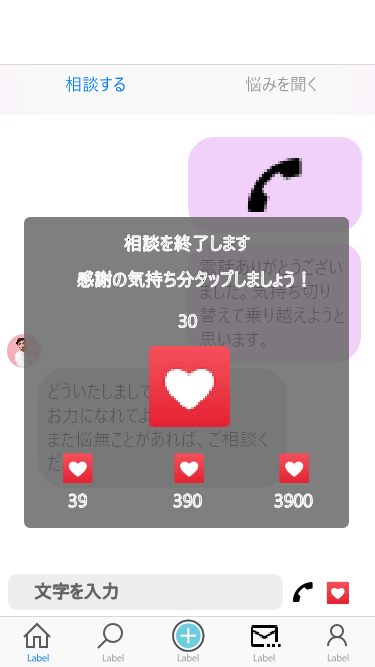 相談する
悩みを聞く
電話ありがとうござい
ました。気持ち切り
替えて乗り越えようと
思います。
相談を終了します
感謝の気持ち分タップしましょう！
30
どういたしまして
お力になれてよ
また悩無ことがあれば、ご相談く
だ
39
390
3900
文字を入力
Label
Label
Label
Label
Label